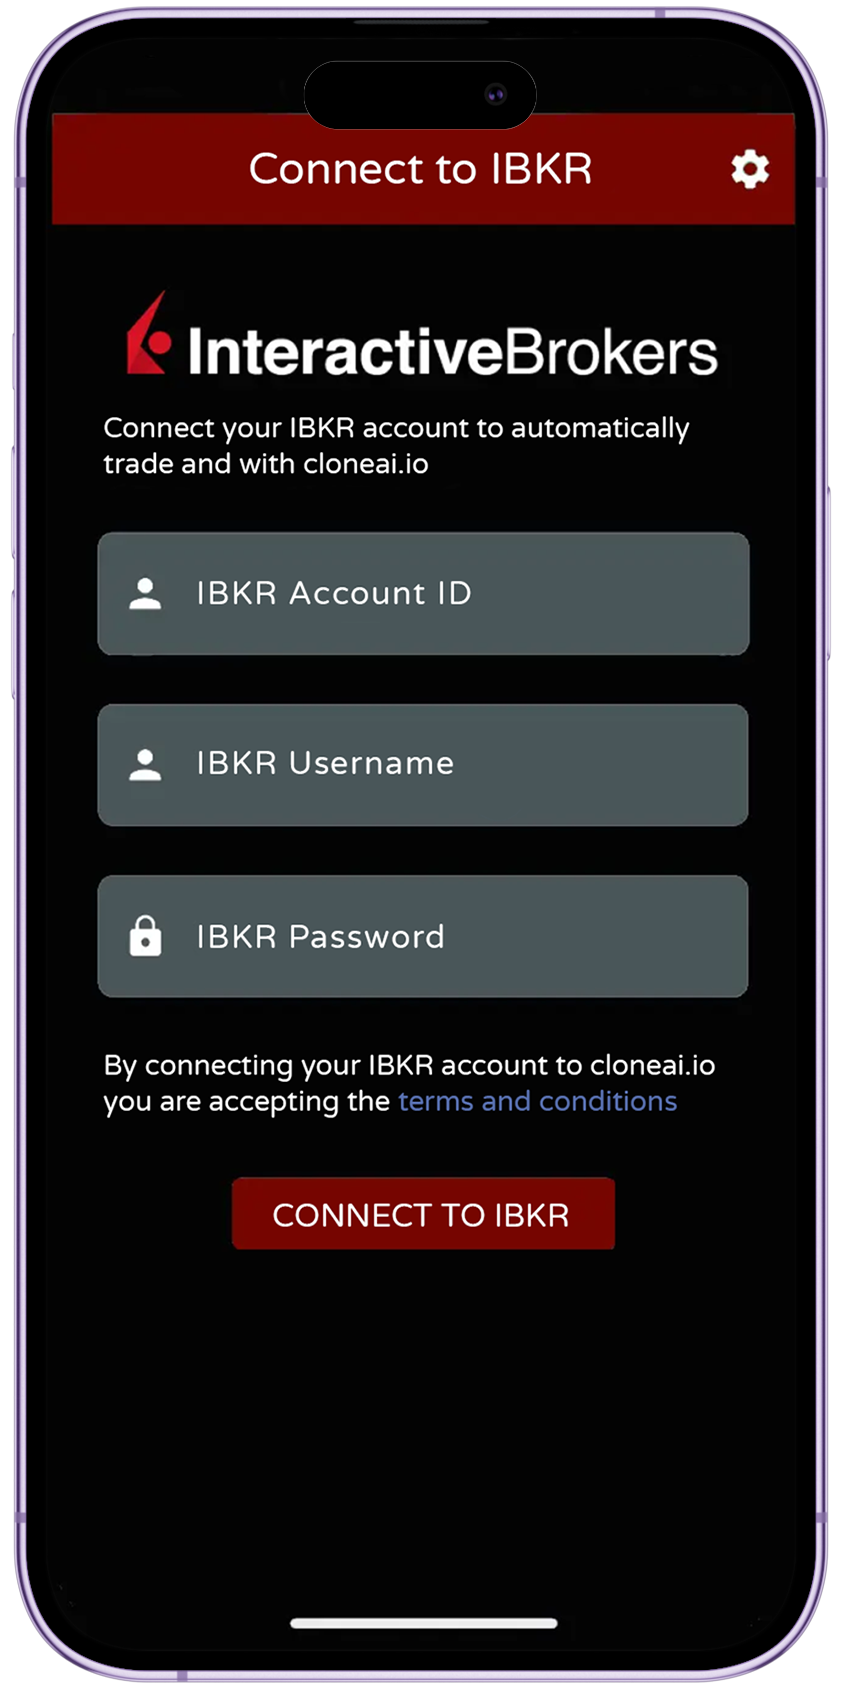 Connect to IBKR
InteractiveBrokers
Connect your IBKR account to automatically
trade and with cloneai.io
IBKR Account ID
IBKR Username
IBKR Password
By connecting your IBKR account to cloneai.io
you are accepting the terms and conditions
CONNECT TO IBKR